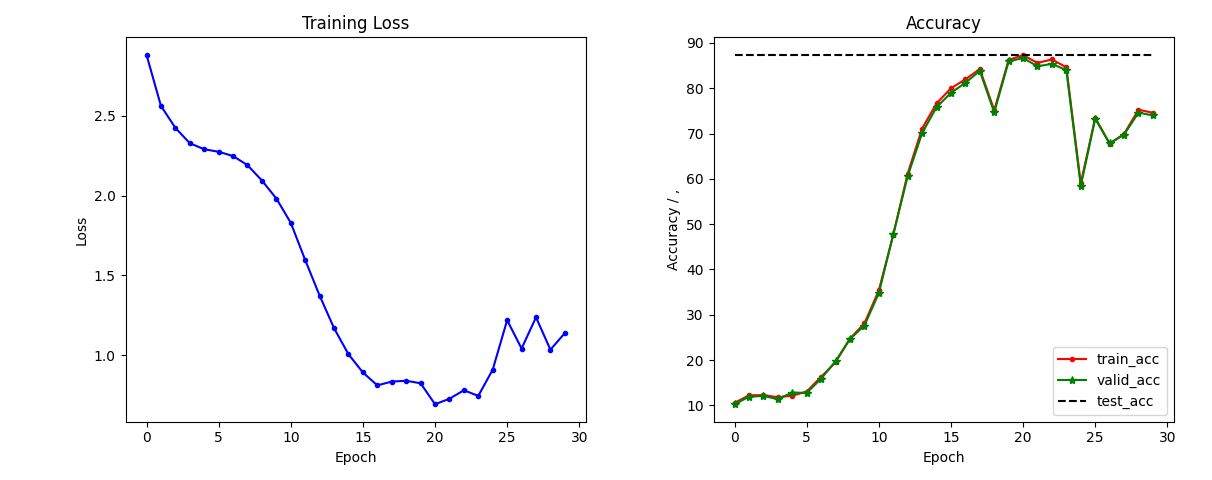 Training Loss
Loss
2.5
2.0
1.5
1.0
0 5 10 15 20 25 30
Epoch
Accuracy
Accuracy / ,
90
80
70
60
50
40
30
20
10
train_acc
valid_acc
test_acc
0 5 10 15 20 25 30
Epoch